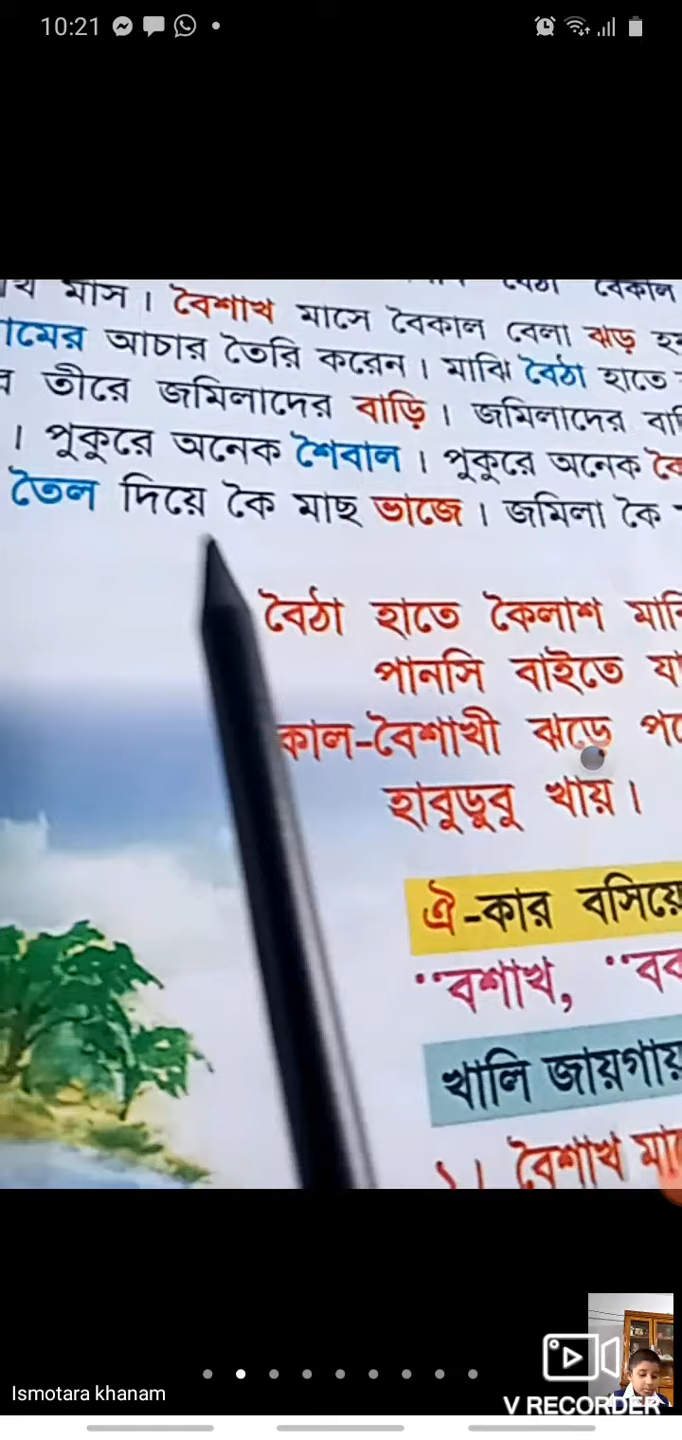 10:21
বৈঠা বেকাল
মাস। বৈশাখ মাসে বৈকাল বেলা ঝড়
আচার তৈরি করেন। মাঝি বৈঠা হাতে
তীরে জমিলাদের বাড়ি। জমিলাদের
। পুকুরে অনেক শৈবাল। পুকুরে অনেক
তৈল দিয়ে কৈ মাছ ভাজে। জমিলা কৈ
বৈঠা হাতে কৈলাশ
পানসি বাইতে
কাল-বৈশাখী ঝড়ে
হাবুডুবু খায়।
ঐ-কার বসিয়ে
¨বশাখ,
খালি জায়গায়
১। বৈশাখ
Ismotara khanam
V RECORDER